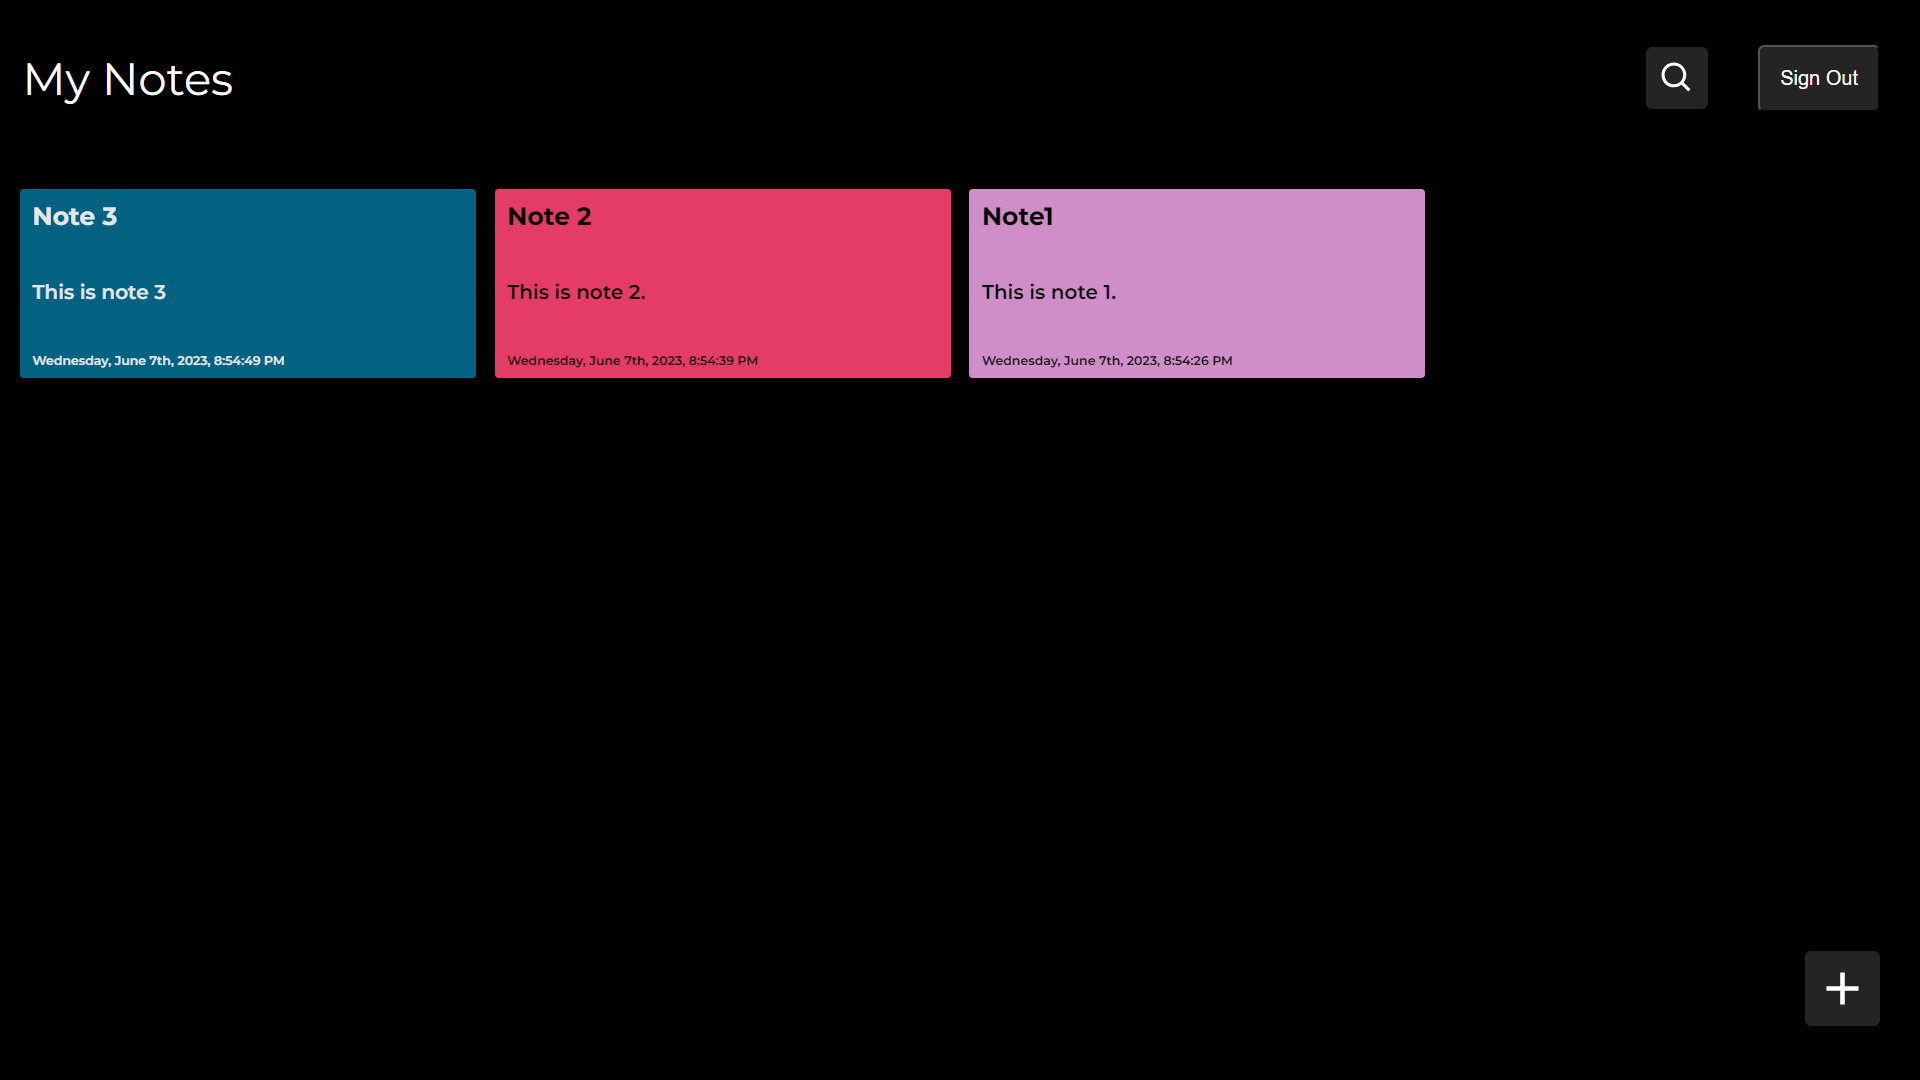 My Notes
Sign Out
Note 3
This is note 3
Wednesday, June 7th, 2023, 8:54:49 PM
Note 2
This is note 2.
Wednesday, June 7th, 2023, 8:54:39 PM
Note1
This is note 1.
Wednesday, June 7th, 2023, 8:54:26 PM